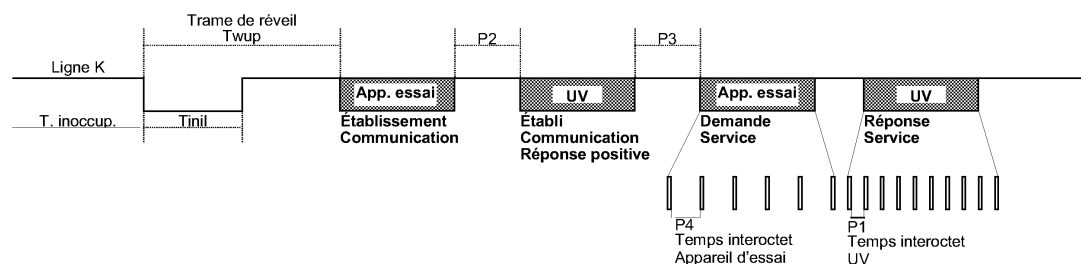 Trame de réveil
Twup
P2
P3
Ligne K
App. essai
UV
App. essai
UV
T. inoccup.
Tinil
Établissement
Communication
Établi
Communication
Réponse positive
Demande
Service
Réponse
Service
P4
Temps interoctet
Appareil d'essai
P1
Temps interoctet
UV